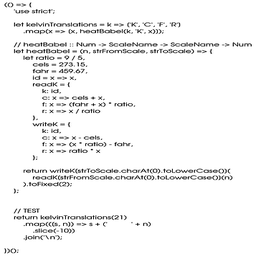 (() => {
'use strict';
let kelvinTranslations = k => ['K', 'C', 'F', 'R']
.map(x => [x, heatBabel(k, 'K', x)]);
// heatBabel :: Num -> ScaleName -> ScaleName -> Num
let heatBabel = (n, strFromScale, strToScale) => {
let ratio = 9 / 5,
cels = 273.15,
fahr = 459.67,
id = x => x,
readK = {
k: id,
c: x => cels + x,
f: x => (fahr + x) * ratio,
r: x => x / ratio
},
writeK = {
k: id,
c: x => x - cels,
f: x => (x * ratio) - fahr,
r: x => ratio * x
};
return writeK[strToScale.charAt(0).toLowerCase()](
readK[strFromScale.charAt(0).toLowerCase()](n)
).toFixed(2);
};
// TEST
return kelvinTranslations(21)
.map(([s, n]) => s + (' ' + n)
.slice(-10))
.join('\n');
})();